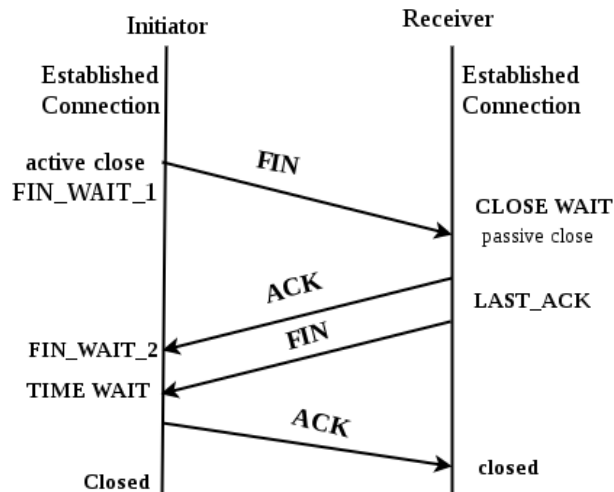 Initiator
Receiver
Established
Connection
Established
Connection
active close
FIN_WAIT_1
FIN
CLOSE WAIT
passive close
ACK
LAST_ACK
FIN
FIN_WAIT_2
TIME WAIT
ACK
closed
Closed